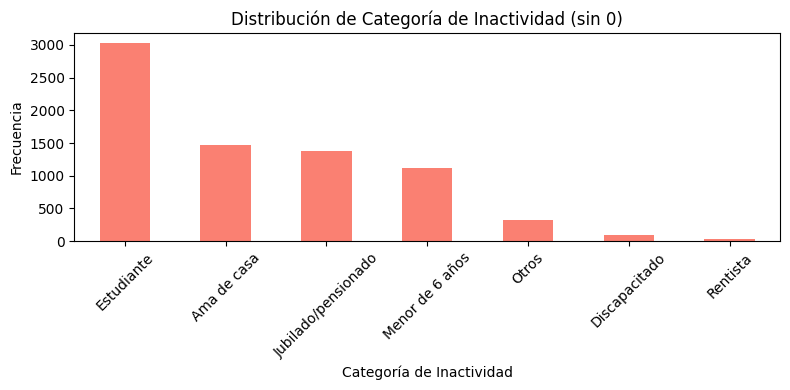 Distribución de Categoría de Inactividad (sin 0)
Frecuencia
3000
2500
2000
1500
1000
500
0
Estudiante
Ama de casa
Jubilado/pensionado
Menor de 6 años
Otros
Discapacitado
Rentista
Categoría de Inactividad